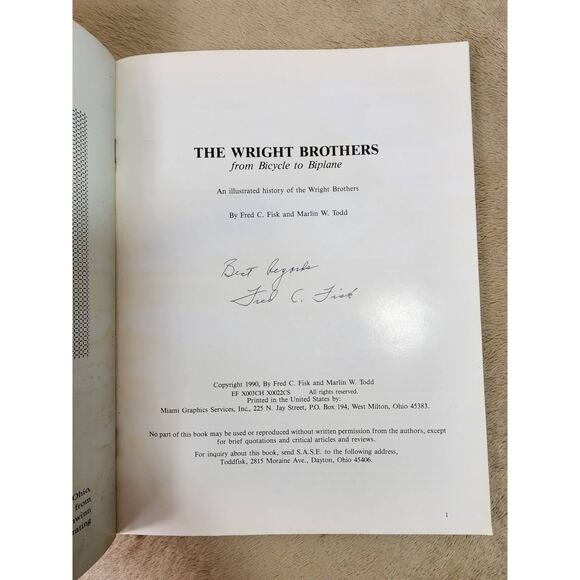 THE WRIGHT BROTHERS
from Bicycle to Biplane
An illustrated history of the Wright Brothers
By Fred C. Fisk and Marlin W. Todd
Best Regards
Fred C. Fisk
Copyright 1990, By Fred C. Fisk and Marlin W. Todd
EF X003CH X0022CS All rights reserved.
Printed in the United States by:
Miami Graphics Services, Inc., 225 N. Jay Street, P.O. Box 194, West Milton, Ohio 45383.
No part of this book may be used or reproduced without written permission from the authors, except
for brief quotations and critical articles and reviews.
For inquiry about this book, send S.A.S.E. to the following address,
Toddfisk, 2815 Moraine Ave., Dayton, Ohio 45406.
1
Ohio,
from
hwinn
rating